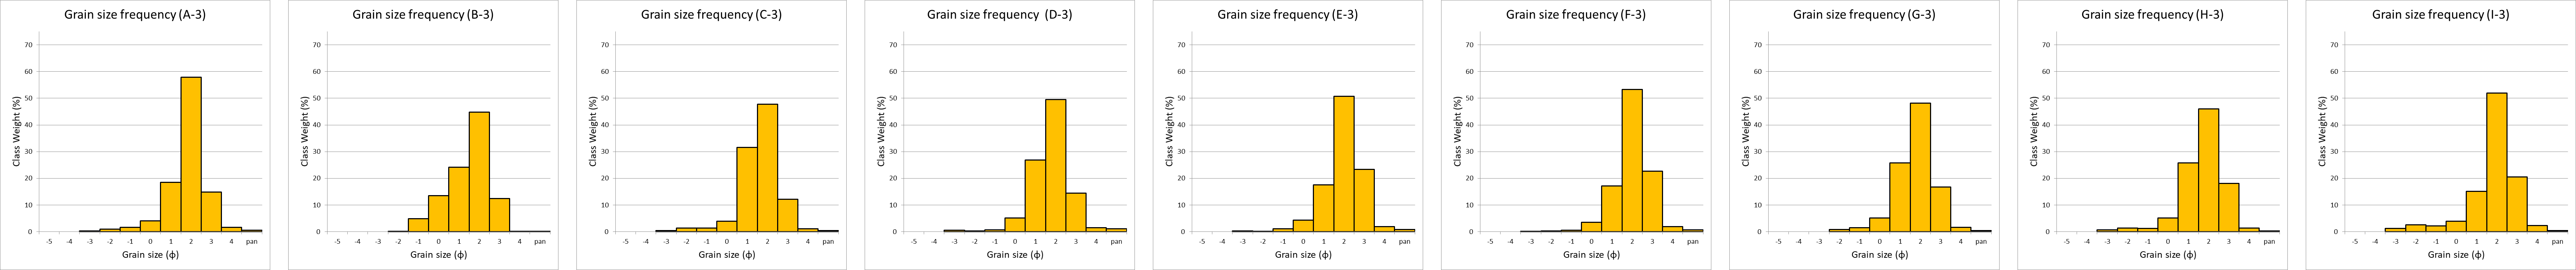 Grain size frequency (A-3)
70
60
50
40
30
20
10
0
Class Weight (%)
-5 -4 -3 -2 -1 0 1 2 3 4 pan
Grain size (ϕ)
Grain size frequency (B-3)
70
60
50
40
30
20
10
0
Class Weight (%)
-5 -4 -3 -2 -1 0 1 2 3 4 pan
Grain size (ϕ)
Grain size frequency (C-3)
70
60
50
40
30
20
10
0
Class Weight (%)
-5 -4 -3 -2 -1 0 1 2 3 4 pan
Grain size (ϕ)
Grain size frequency (D-3)
70
60
50
40
30
20
10
0
Class Weight (%)
-5 -4 -3 -2 -1 0 1 2 3 4 pan
Grain size (ϕ)
Grain size frequency (E-3)
70
60
50
40
30
20
10
0
Class Weight (%)
-5 -4 -3 -2 -1 0 1 2 3 4 pan
Grain size (ϕ)
Grain size frequency (F-3)
70
60
50
40
30
20
10
0
Class Weight (%)
-5 -4 -3 -2 -1 0 1 2 3 4 pan
Grain size (ϕ)
Grain size frequency (G-3)
70
60
50
40
30
20
10
0
Class Weight (%)
-5 -4 -3 -2 -1 0 1 2 3 4 pan
Grain size (ϕ)
Grain size frequency (H-3)
70
60
50
40
30
20
10
0
Class Weight (%)
-5 -4 -3 -2 -1 0 1 2 3 4 pan
Grain size (ϕ)
Grain size frequency (I-3)
70
60
50
40
30
20
10
0
Class Weight (%)
-5 -4 -3 -2 -1 0 1 2 3 4 pan
Grain size (ϕ)